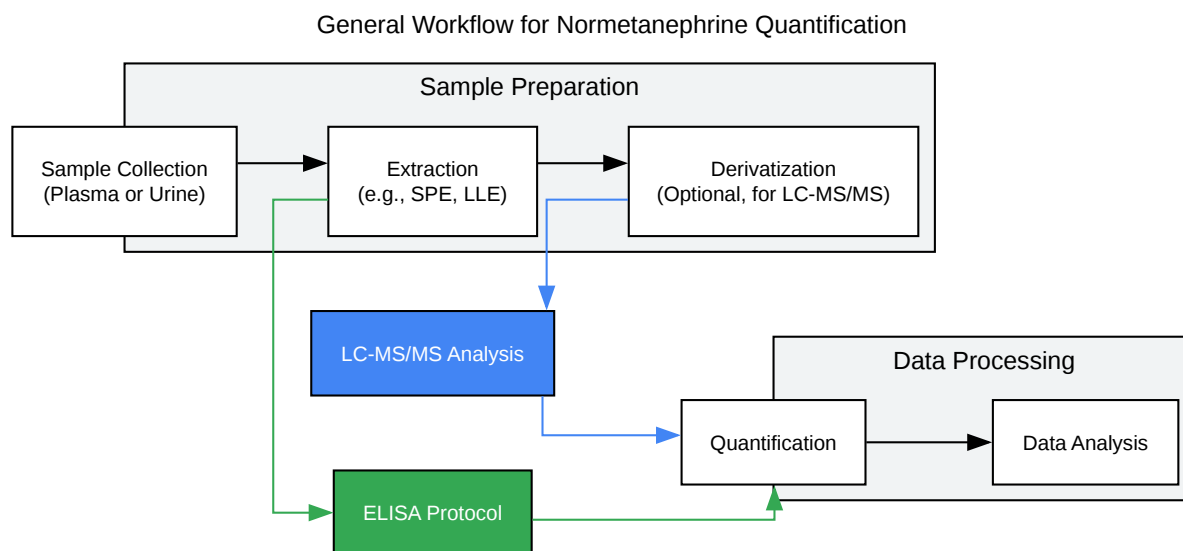 General Workflow for Normetanephrine Quantification
Sample Preparation
Sample Collection
(Plasma or Urine)
Extraction
(e.g., SPE, LLE)
Derivatization
(Optional, for LC-MS/MS)
LC-MS/MS Analysis
Data Processing
Quantification
Data Analysis
ELISA Protocol